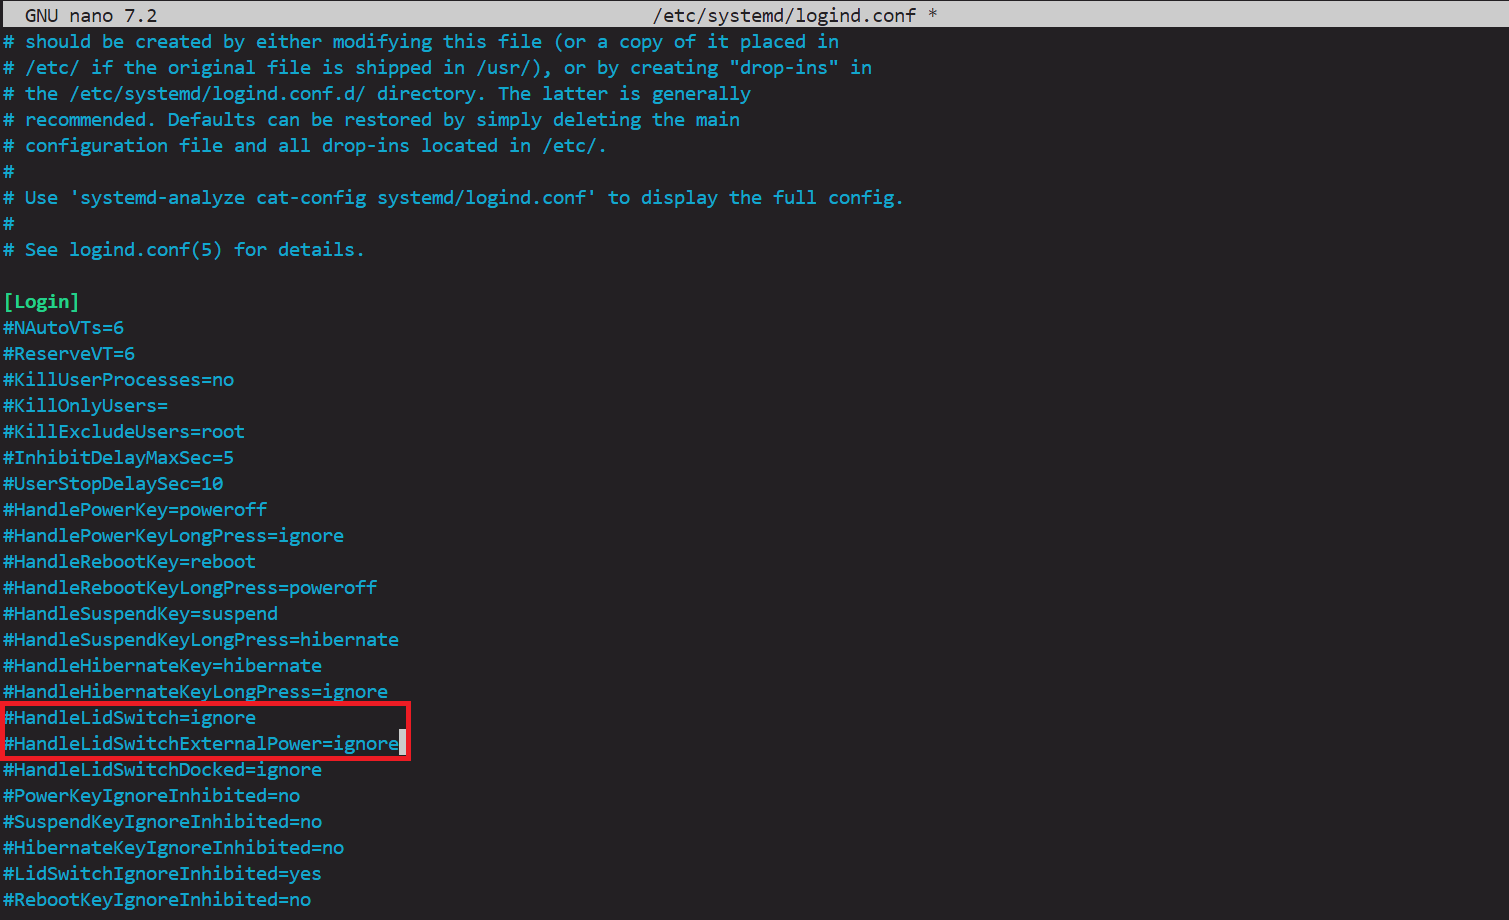 GNU nano 7.2 /etc/systemd/logind.conf *
# should be created by either modifying this file (or a copy of it placed in
# /etc/ if the original file is shipped in /usr/), or by creating "drop-ins" in
# the /etc/systemd/logind.conf.d/ directory. The latter is generally
# recommended. Defaults can be restored by simply deleting the main
# configuration file and all drop-ins located in /etc/.
#
# Use 'systemd-analyze cat-config systemd/logind.conf' to display the full config.
#
# See logind.conf(5) for details.
[Login]
#NAutoVTs=6
#ReserveVT=6
#KillUserProcesses=no
#KillOnlyUsers=
#KillExcludeUsers=root
#InhibitDelayMaxSec=5
#UserStopDelaySec=10
#HandlePowerKey=poweroff
#HandlePowerKeyLongPress=ignore
#HandleRebootKey=reboot
#HandleRebootKeyLongPress=poweroff
#HandleSuspendKey=suspend
#HandleSuspendKeyLongPress=hibernate
#HandleHibernateKey=hibernate
#HandleHibernateKeyLongPress=ignore
#HandleLidSwitch=ignore
#HandleLidSwitchExternalPower=ignore
#HandleLidSwitchDocked=ignore
#PowerKeyIgnoreInhibited=no
#SuspendKeyIgnoreInhibited=no
#HibernateKeyIgnoreInhibited=no
#LidSwitchIgnoreInhibited=yes
#RebootKeyIgnoreInhibited=no